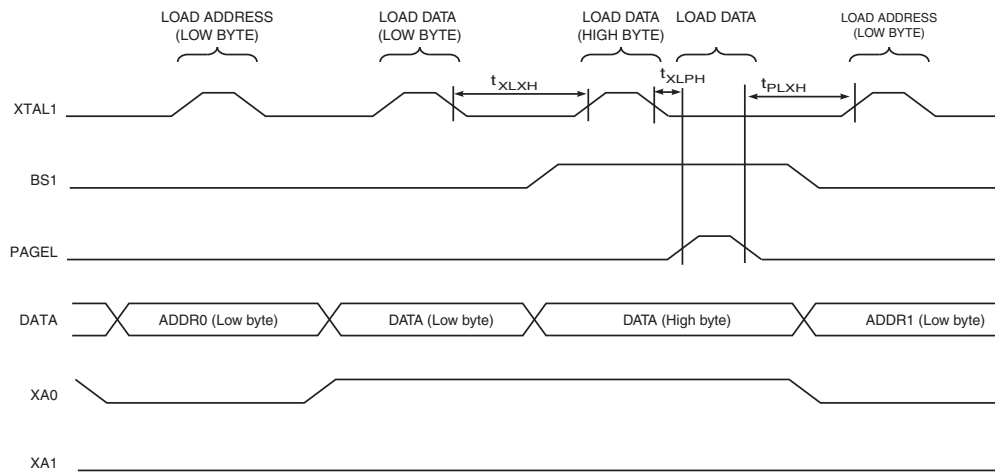 LOAD ADDRESS
(LOW BYTE)
LOAD DATA
(LOW BYTE)
LOAD DATA
(HIGH BYTE)
LOAD DATA
LOAD ADDRESS
(LOW BYTE)
tXLXH
tXLPH
tPLXH
XTAL1
BS1
PAGEL
DATA
ADDR0 (Low byte)
DATA (Low byte)
DATA (High byte)
ADDR1 (Low byte)
XA0
XA1